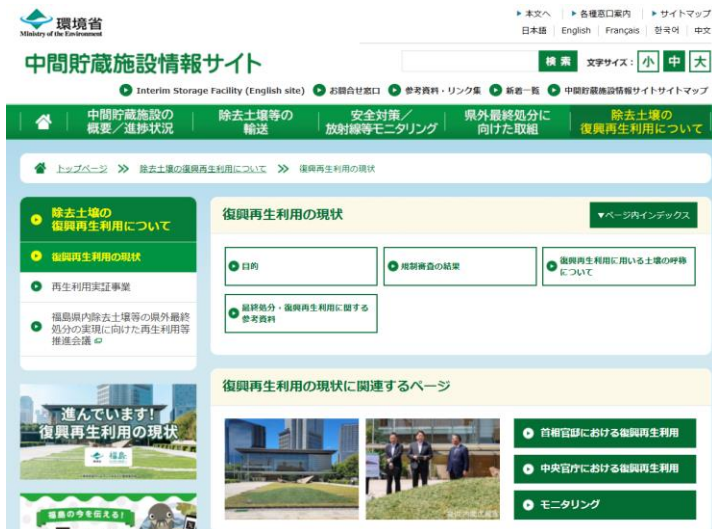 本文へ 各種窓口案内 サイトマップ
環境省
Ministry of the Environment
日本語 English Français 한국어 中文
中間貯蔵施設情報サイト
検索 文字サイズ： 小 中 大
Interim Storage Facility (English site) お問合せ窓口 参考資料・リンク集 新着一覧 中間貯蔵施設情報サイトサイトマップ
中間貯蔵施設の
概要／進捗状況
除去土壌等の
輸送
安全対策／
放射線等モニタリング
県外最終処分に
向けた取組
除去土壌の
復興再生利用について
トップページ 除去土壌の復興再生利用について 復興再生利用の現状
除去土壌の
復興再生利用について
復興再生利用の現状
再生利用実証事業
福島県内除去土壌等の県外最終
処分の実現に向けた再生利用等
推進会議
進んでいます！
復興再生利用の現状
環境省 福島
福島の今を伝える！
復興再生利用の現状
▼ページ内インデックス
目的
規制審査の結果
復興再生利用に用いる土壌の呼称
について
最終処分・復興再生利用に関する
参考資料
復興再生利用の現状に関連するページ
首相官邸における復興再生利用
中央官庁における復興再生利用
モニタリング